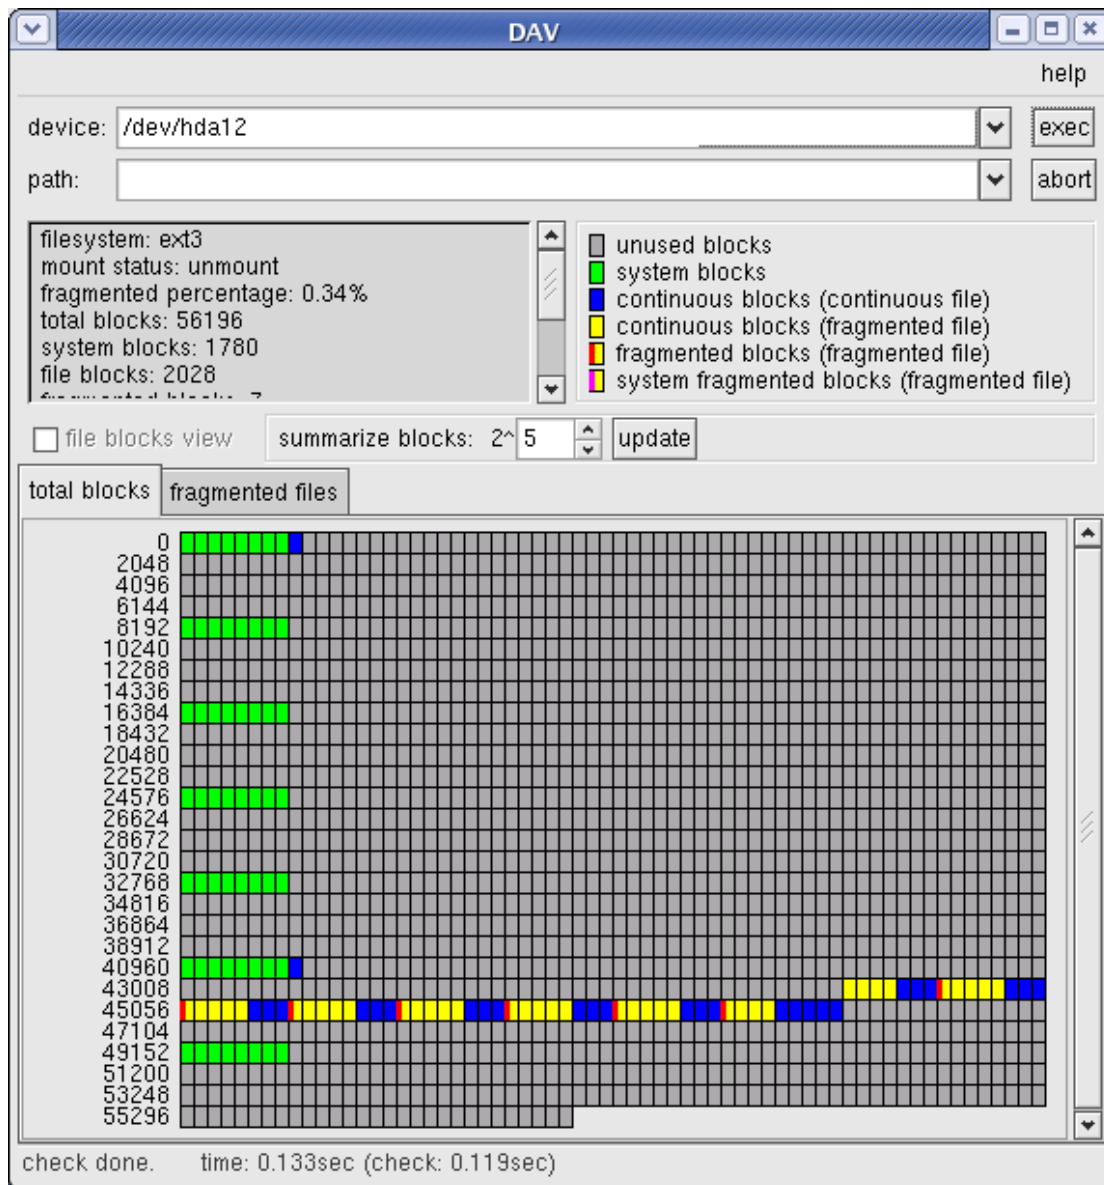 DAV
help
device: /dev/hda12 exec
path: abort
filesystem: ext3
mount status: unmount
fragmented percentage: 0.34%
total blocks: 56196
system blocks: 1780
file blocks: 2028
fragmented blocks: 7
unused blocks
system blocks
continuous blocks (continuous file)
continuous blocks (fragmented file)
fragmented blocks (fragmented file)
system fragmented blocks (fragmented file)
file blocks view summarize blocks: 2^ 5 update
total blocks fragmented files
0
2048
4096
6144
8192
10240
12288
14336
16384
18432
20480
22528
24576
26624
28672
30720
32768
34816
36864
38912
40960
43008
45056
47104
49152
51200
53248
55296
check done. time: 0.133sec (check: 0.119sec)